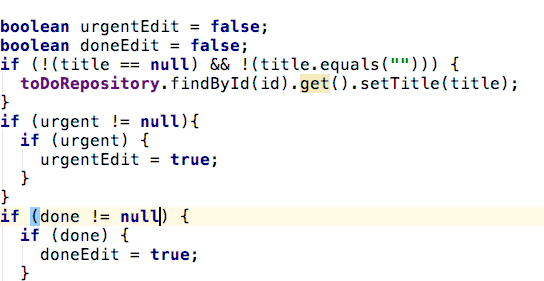 boolean urgentEdit = false;
boolean doneEdit = false;
if (!(title == null) && !(title.equals(""))) {
  toDoRepository.findById(id).get().setTitle(title);
}
if (urgent != null){
  if (urgent) {
    urgentEdit = true;
  }
}
if (done != null) {
  if (done) {
    doneEdit = true;
  }